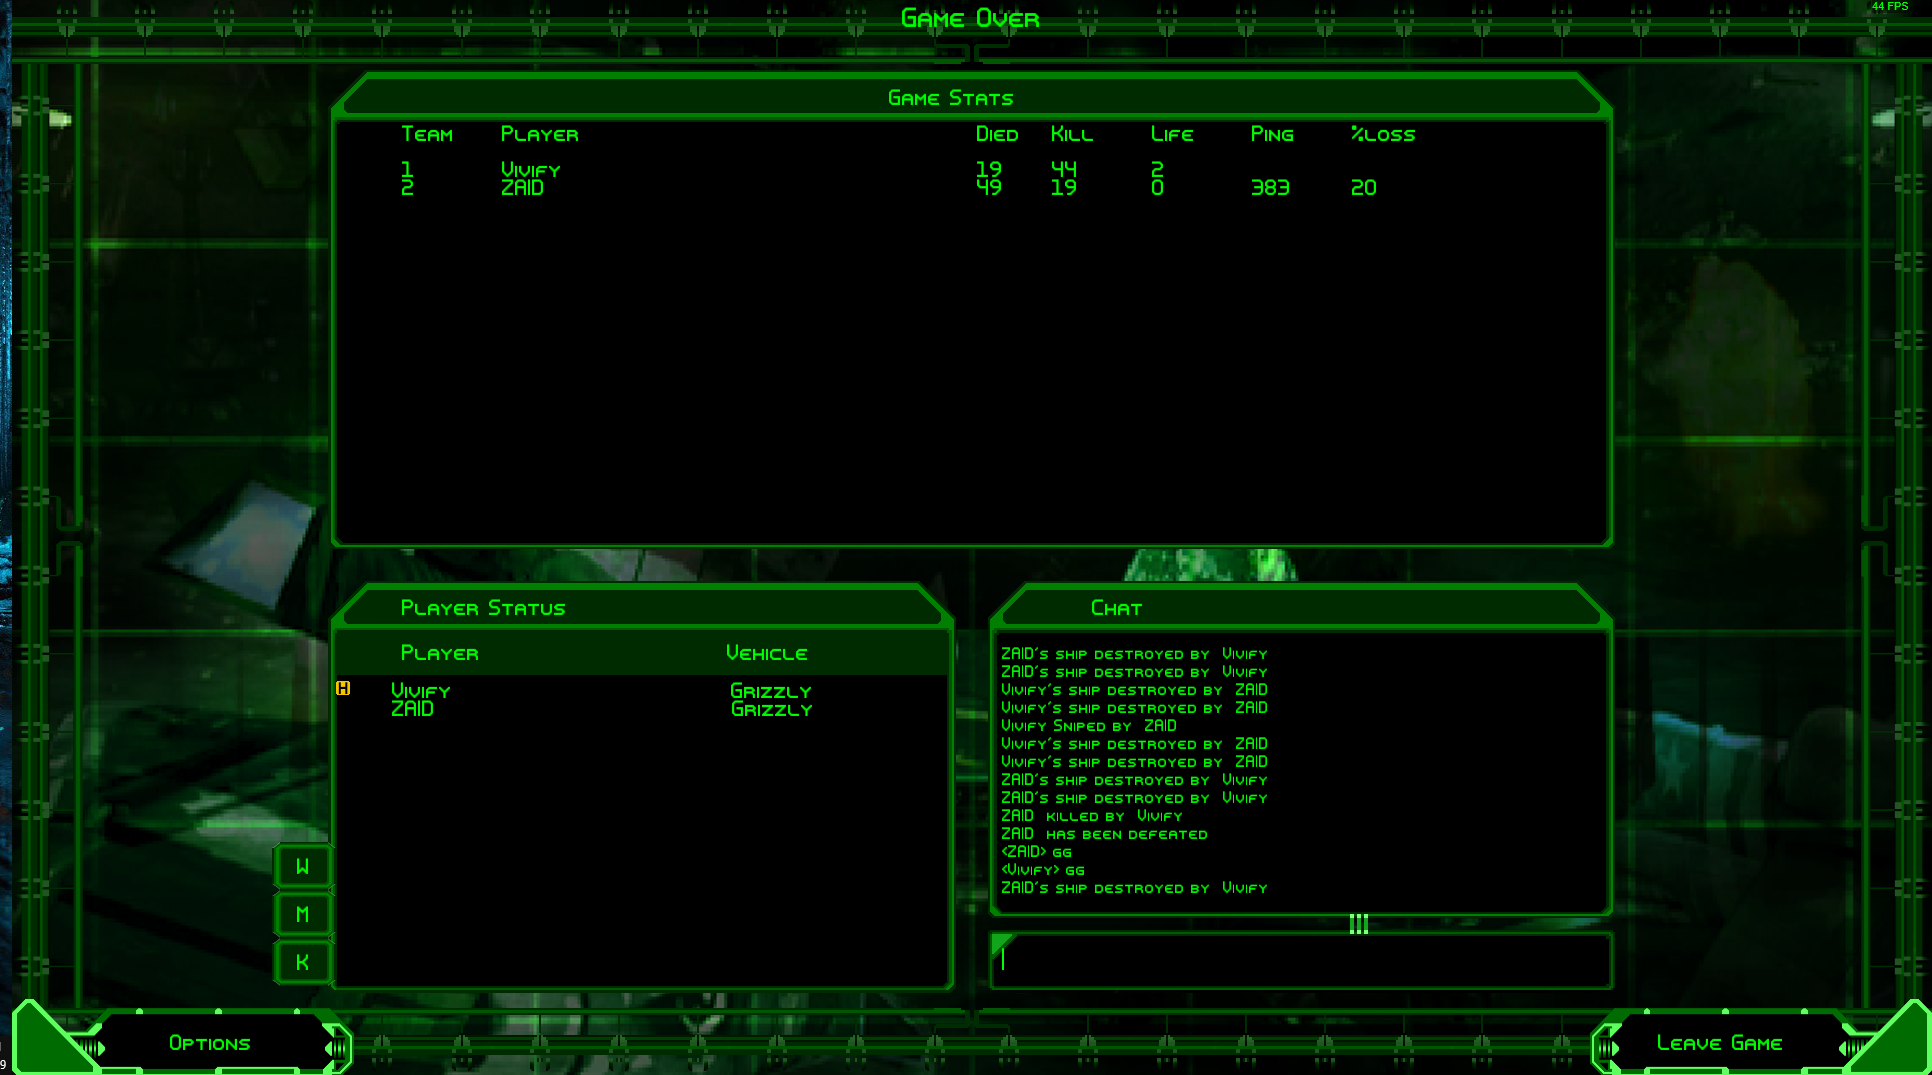 Game Over
44 FPS
Game Stats
Team Player Died Kill Life Ping %loss
1 Vivify 19 44 2
2 ZAID 49 19 0 383 20
Player Status
Player Vehicle
H Vivify Grizzly
ZAID Grizzly
W
M
K
Chat
ZAID's ship destroyed by Vivify
ZAID's ship destroyed by Vivify
Vivify's ship destroyed by ZAID
Vivify's ship destroyed by ZAID
Vivify Sniped by ZAID
Vivify's ship destroyed by ZAID
Vivify's ship destroyed by ZAID
ZAID's ship destroyed by Vivify
ZAID's ship destroyed by Vivify
ZAID killed by Vivify
ZAID has been defeated
<ZAID> gg
<Vivify> gg
ZAID's ship destroyed by Vivify
Options
Leave Game